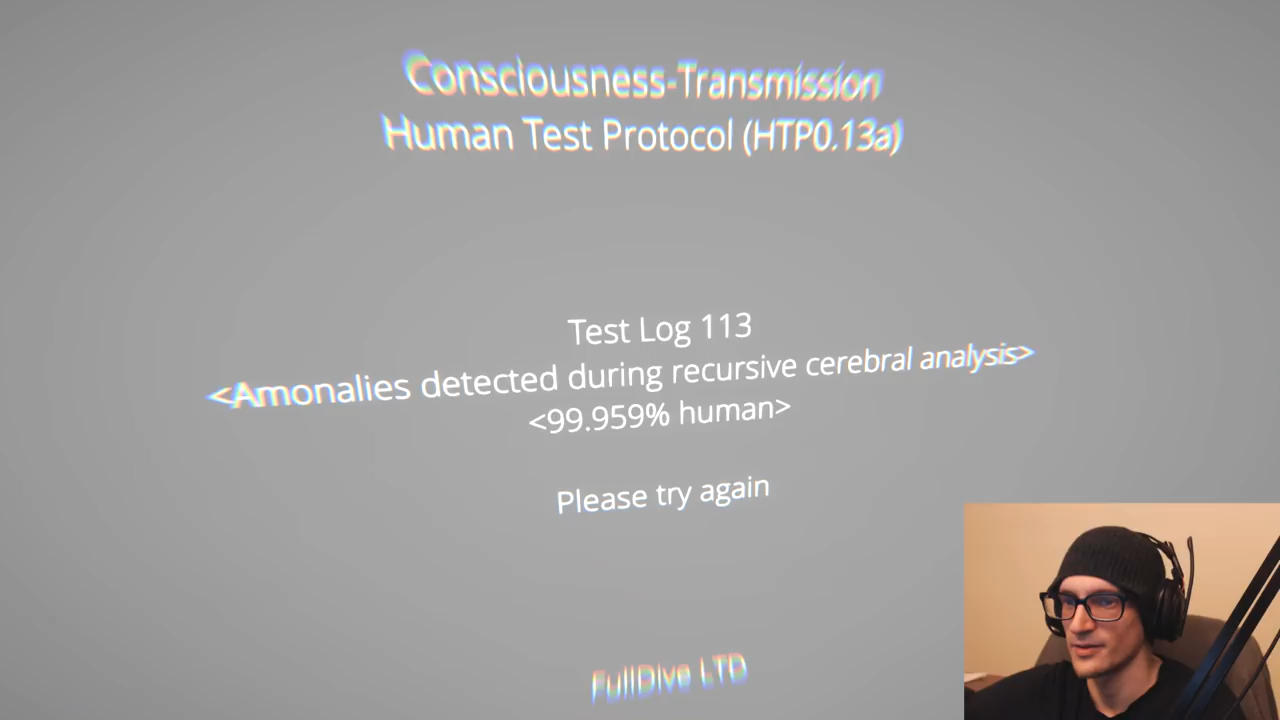 Consciousness-Transmission
Human Test Protocol (HTP0.13a)
Test Log 113
<Amonalies detected during recursive cerebral analysis>
<99.959% human>
Please try again
FullDive LTD